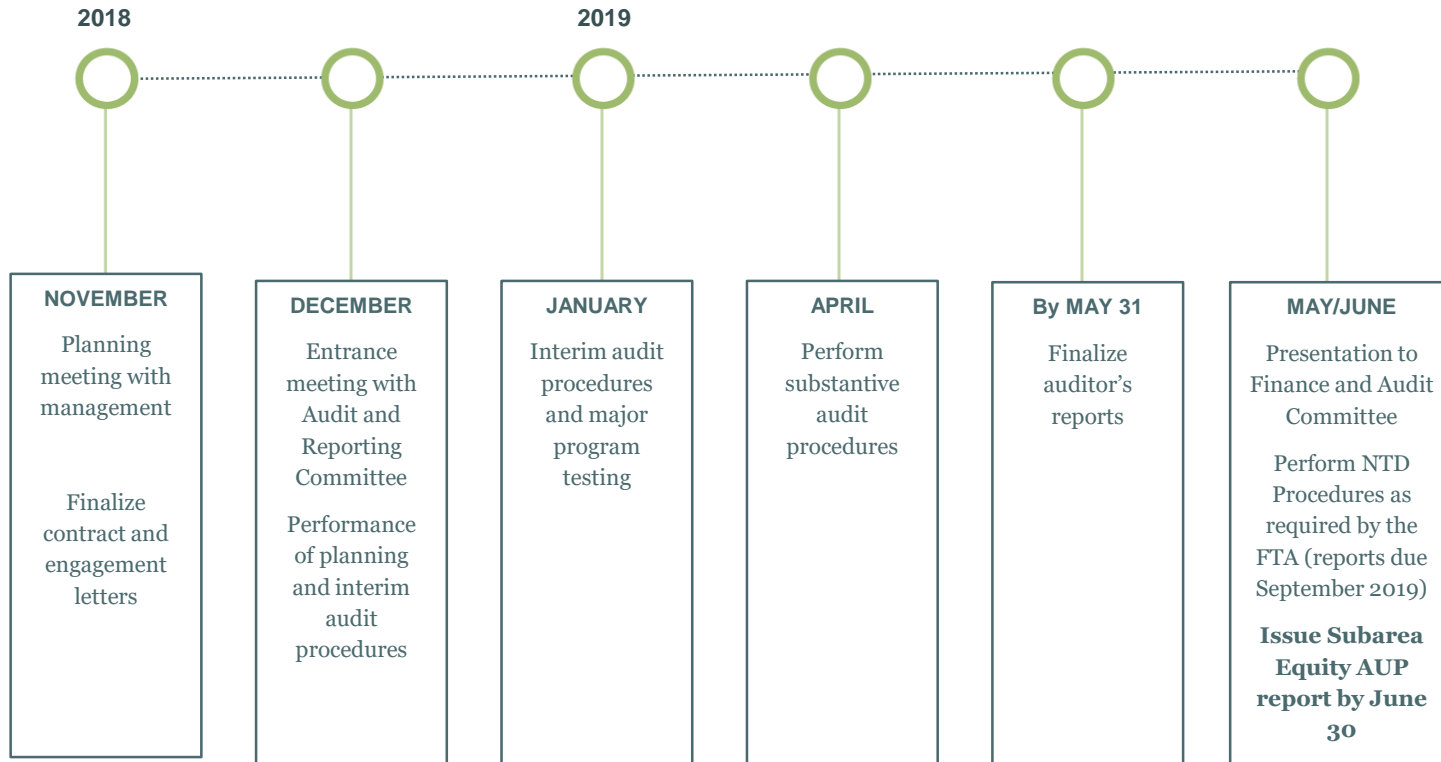 2018
2019
NOVEMBER
Planning
meeting with
management
Finalize
contract and
engagement
letters
DECEMBER
Entrance
meeting with
Audit and
Reporting
Committee
Performance
of planning
and interim
audit
procedures
JANUARY
Interim audit
procedures
and major
program
testing
APRIL
Perform
substantive
audit
procedures
By MAY 31
Finalize
auditor's
reports
MAY/JUNE
Presentation to
Finance and Audit
Committee
Perform NTD
Procedures as
required by the
FTA (reports due
September 2019)
Issue Subarea
Equity AUP
report by June
30